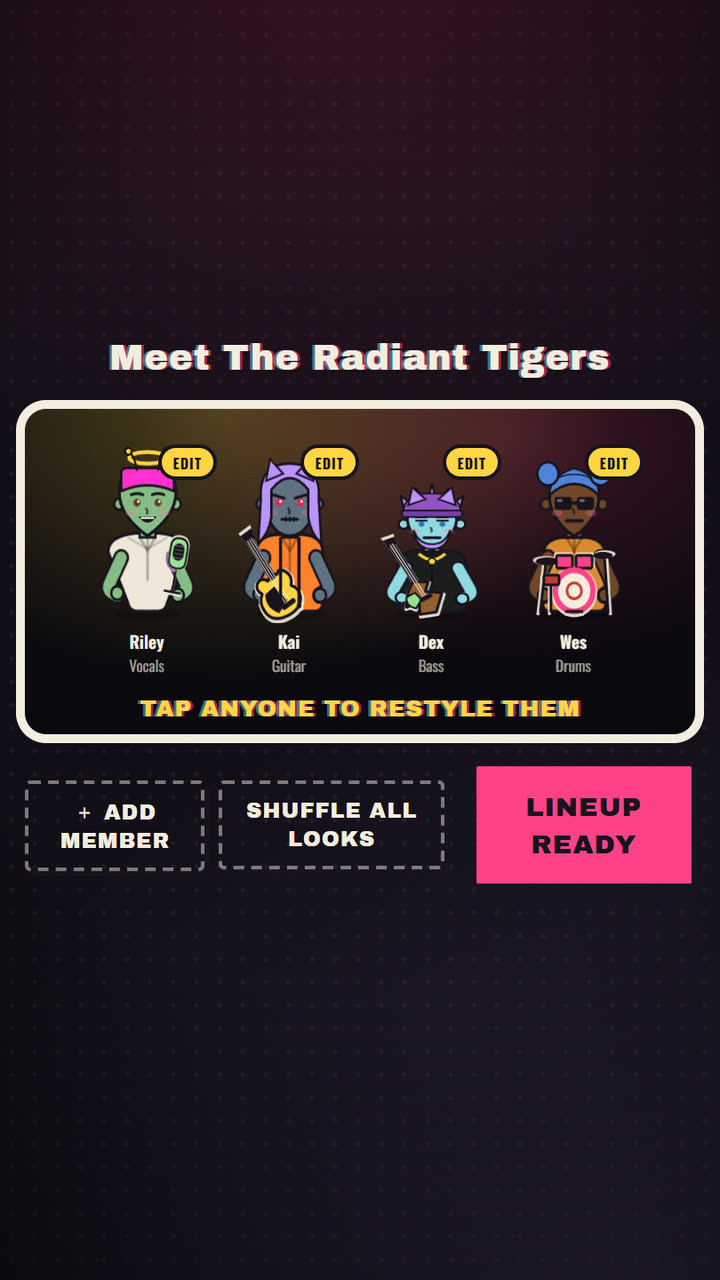 Meet The Radiant Tigers
EDIT EDIT EDIT EDIT
Riley Kai Dex Wes
Vocals Guitar Bass Drums
TAP ANYONE TO RESTYLE THEM
+ ADD
MEMBER
SHUFFLE ALL
LOOKS
LINEUP
READY